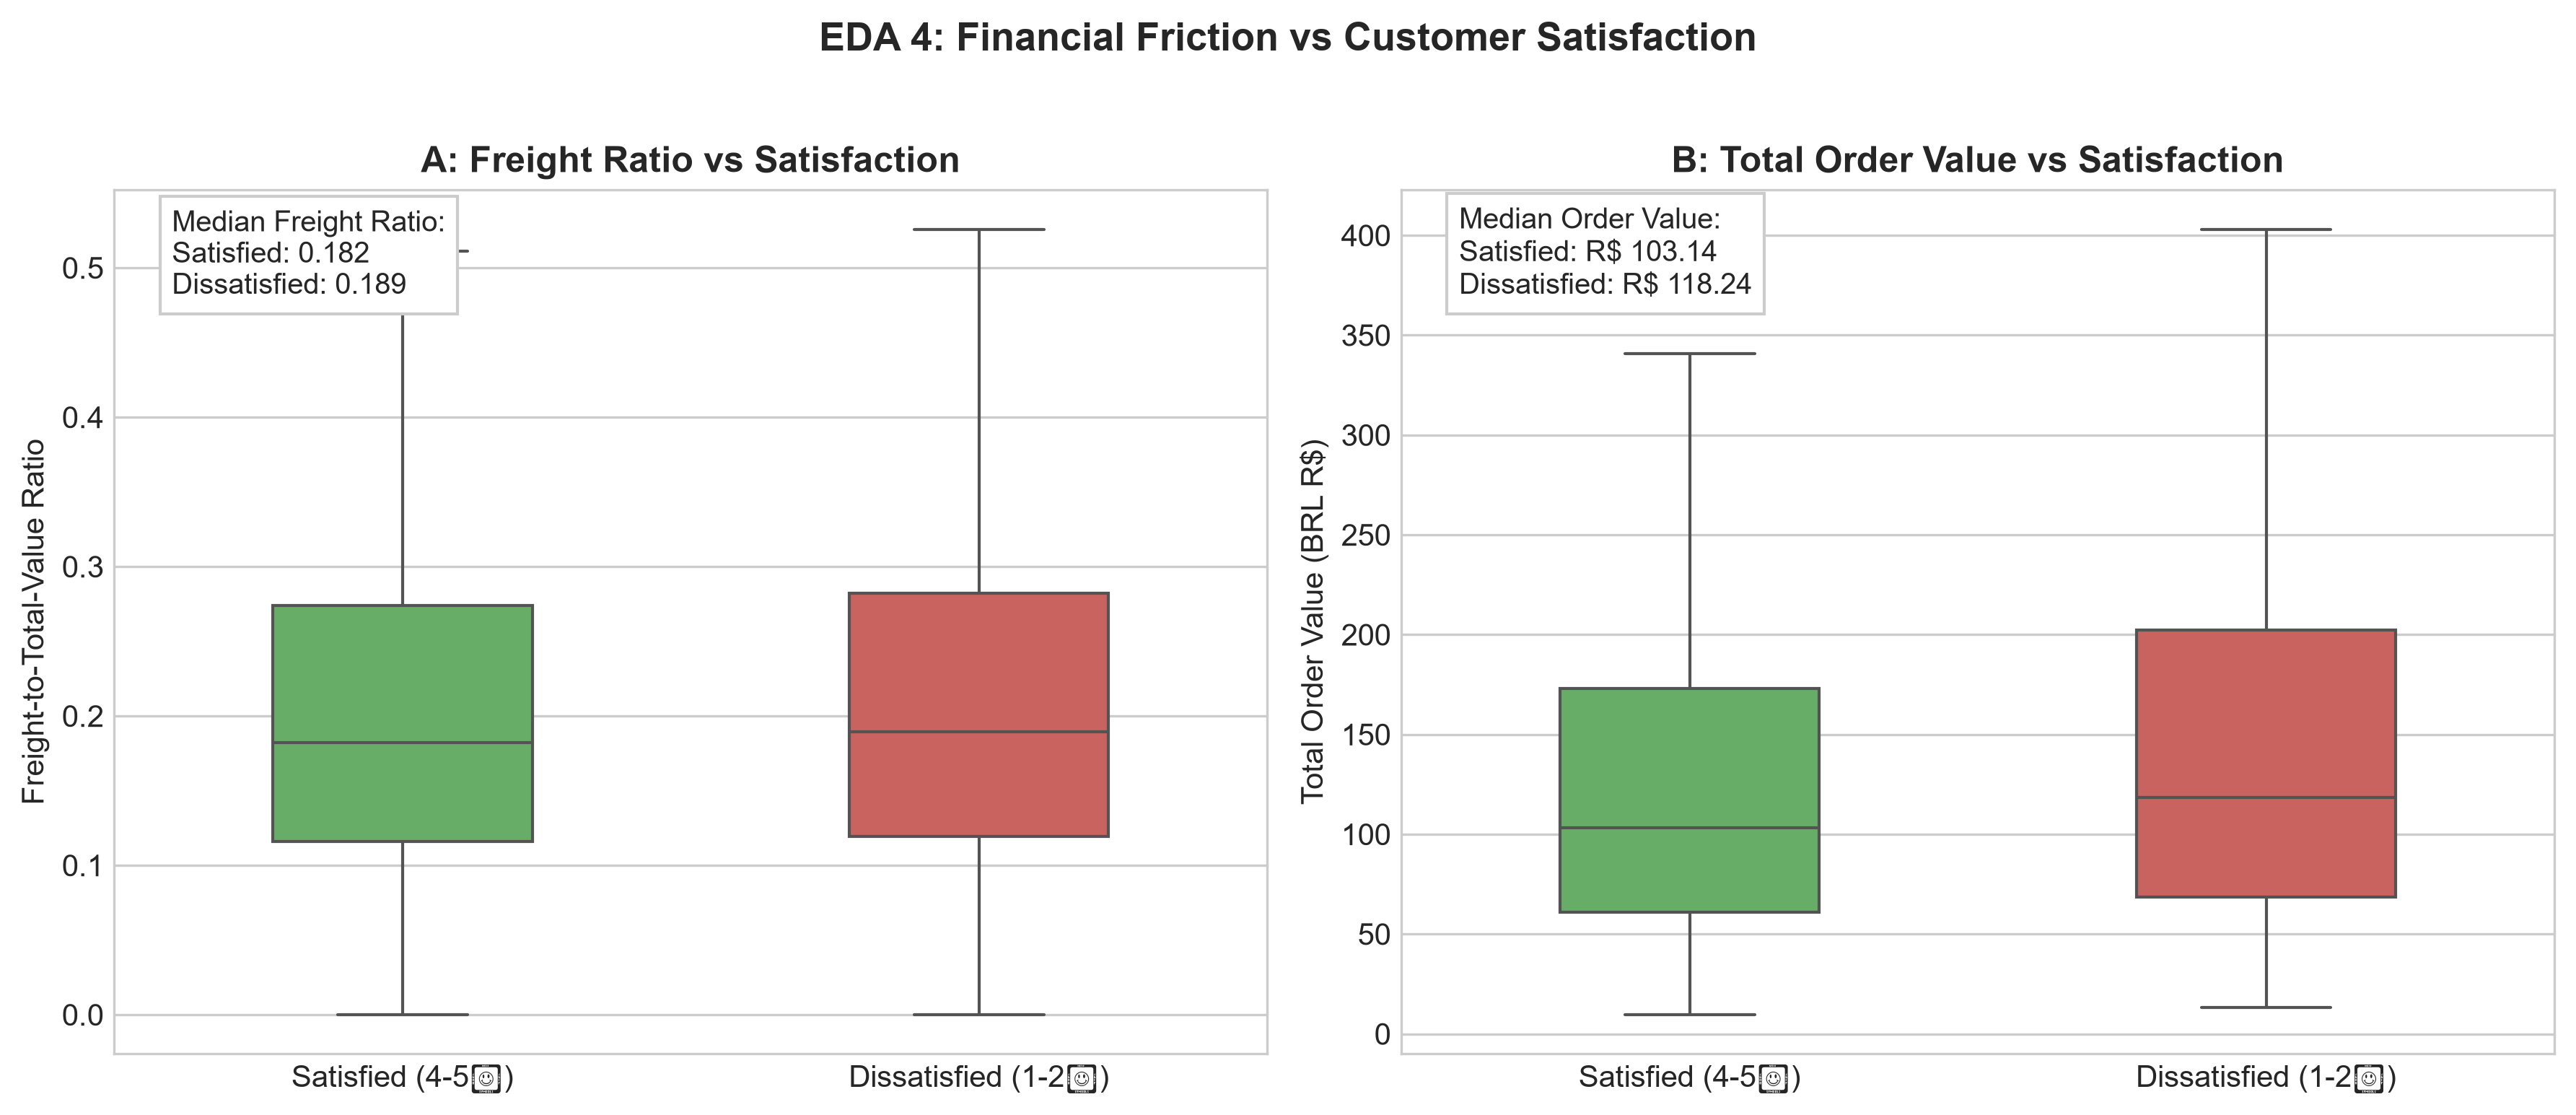 EDA 4: Financial Friction vs Customer Satisfaction
A: Freight Ratio vs Satisfaction
Median Freight Ratio:
Satisfied: 0.182
Dissatisfied: 0.189
Freight-to-Total-Value Ratio
0.5
0.4
0.3
0.2
0.1
0.0
Satisfied (4-5)
Dissatisfied (1-2)
B: Total Order Value vs Satisfaction
Median Order Value:
Satisfied: R$ 103.14
Dissatisfied: R$ 118.24
Total Order Value (BRL R$)
400
350
300
250
200
150
100
50
0
Satisfied (4-5)
Dissatisfied (1-2)